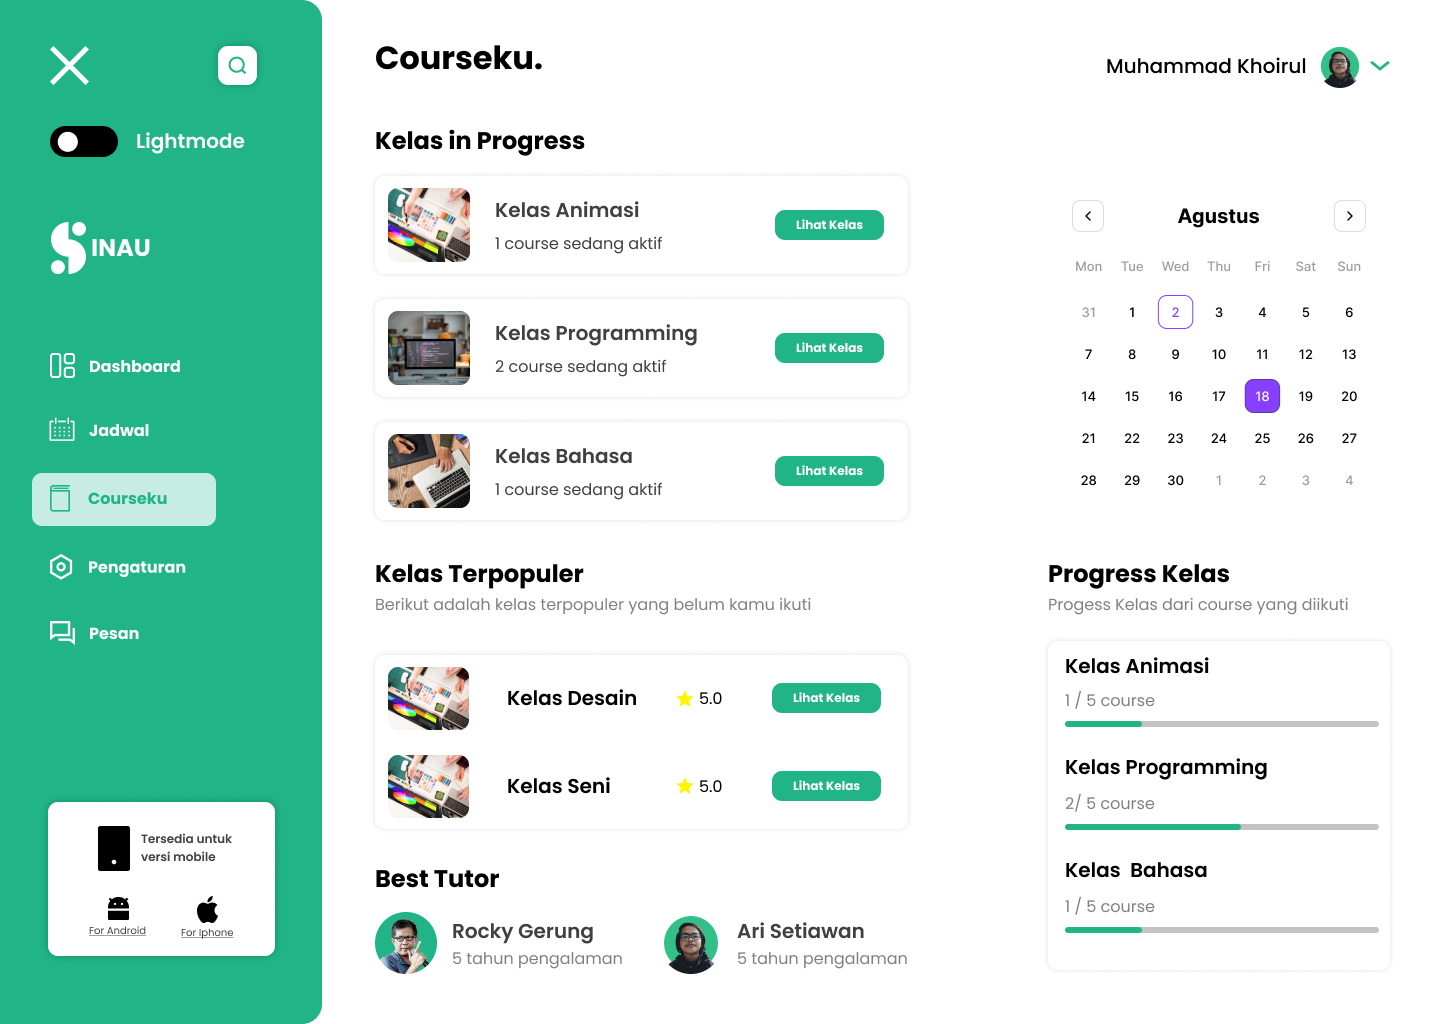 Lightmode
INAU
Dashboard
Jadwal
Courseku
Pengaturan
Pesan
Tersedia untuk
versi mobile
For Android
For Iphone
Courseku.
Muhammad Khoirul
Kelas in Progress
Kelas Animasi
1 course sedang aktif
Lihat Kelas
Kelas Programming
2 course sedang aktif
Lihat Kelas
Kelas Bahasa
1 course sedang aktif
Lihat Kelas
Agustus
Mon Tue Wed Thu Fri Sat Sun
31 1 2 3 4 5 6
7 8 9 10 11 12 13
14 15 16 17 18 19 20
21 22 23 24 25 26 27
28 29 30 1 2 3 4
Kelas Terpopuler
Berikut adalah kelas terpopuler yang belum kamu ikuti
Kelas Desain 5.0 Lihat Kelas
Kelas Seni 5.0 Lihat Kelas
Progress Kelas
Progess Kelas dari course yang diikuti
Kelas Animasi
1 / 5 course
Kelas Programming
2/ 5 course
Kelas  Bahasa
1 / 5 course
Best Tutor
Rocky Gerung
5 tahun pengalaman
Ari Setiawan
5 tahun pengalaman